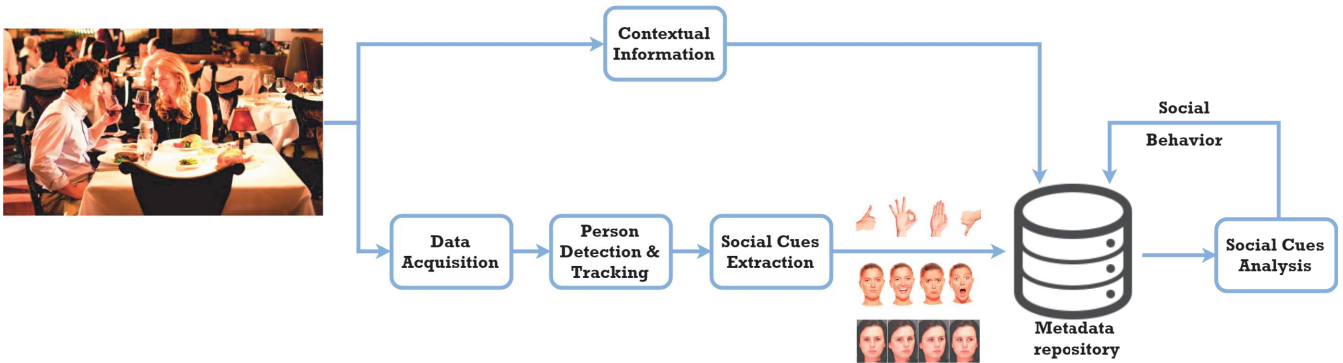 Contextual
Information
Social
Behavior
Data
Acquisition
Person
Detection &
Tracking
Social Cues
Extraction
Metadata
repository
Social Cues
Analysis